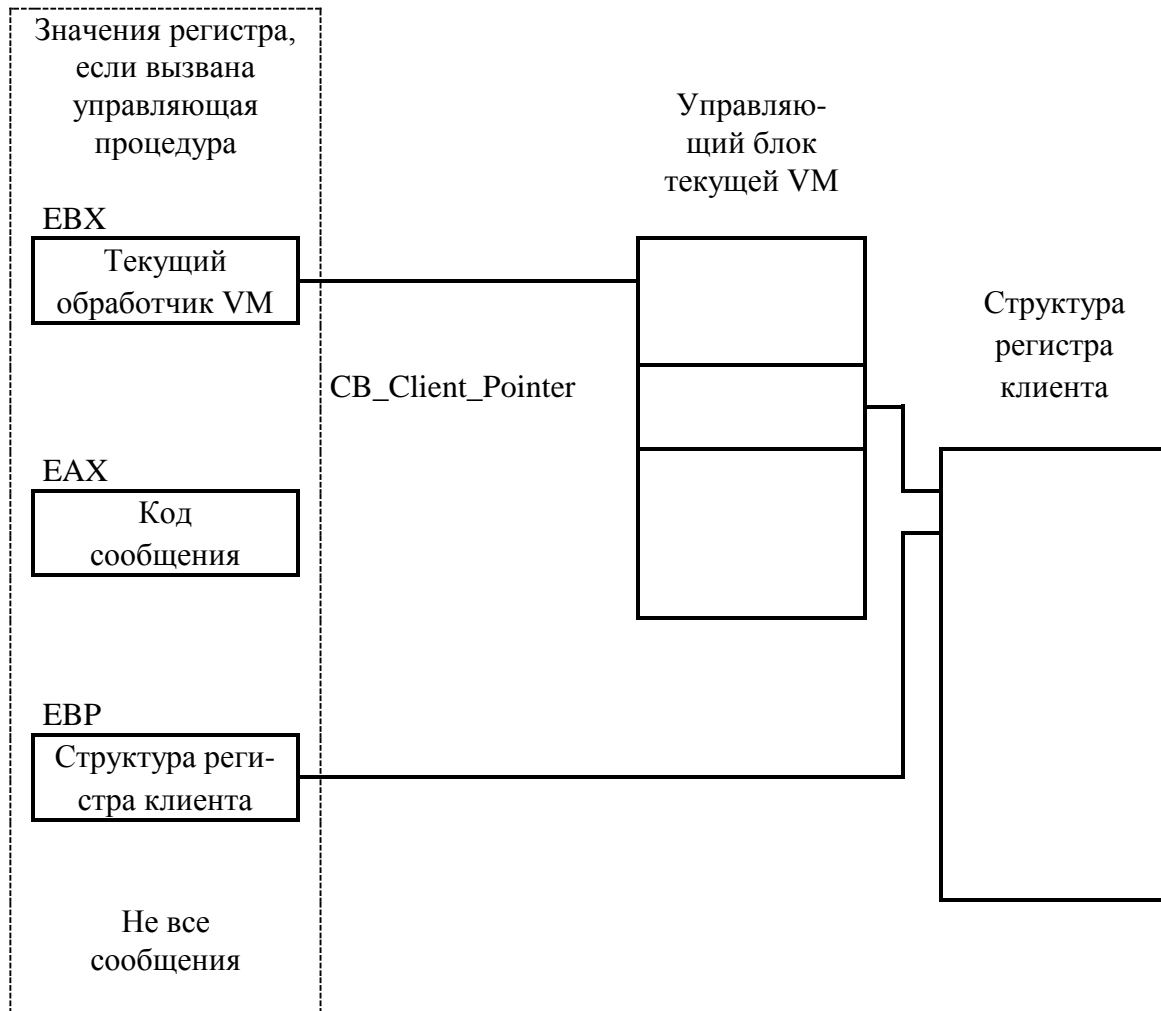 Значения регистра,
если вызвана
управляющая
процедура
Управляю-
щий блок
текущей VM
EBX
Текущий
обработчик VM
Структура
регистра
клиента
CB_Client_Pointer
EAX
Код
сообщения
EBP
Структура реги-
стра клиента
Не все
сообщения